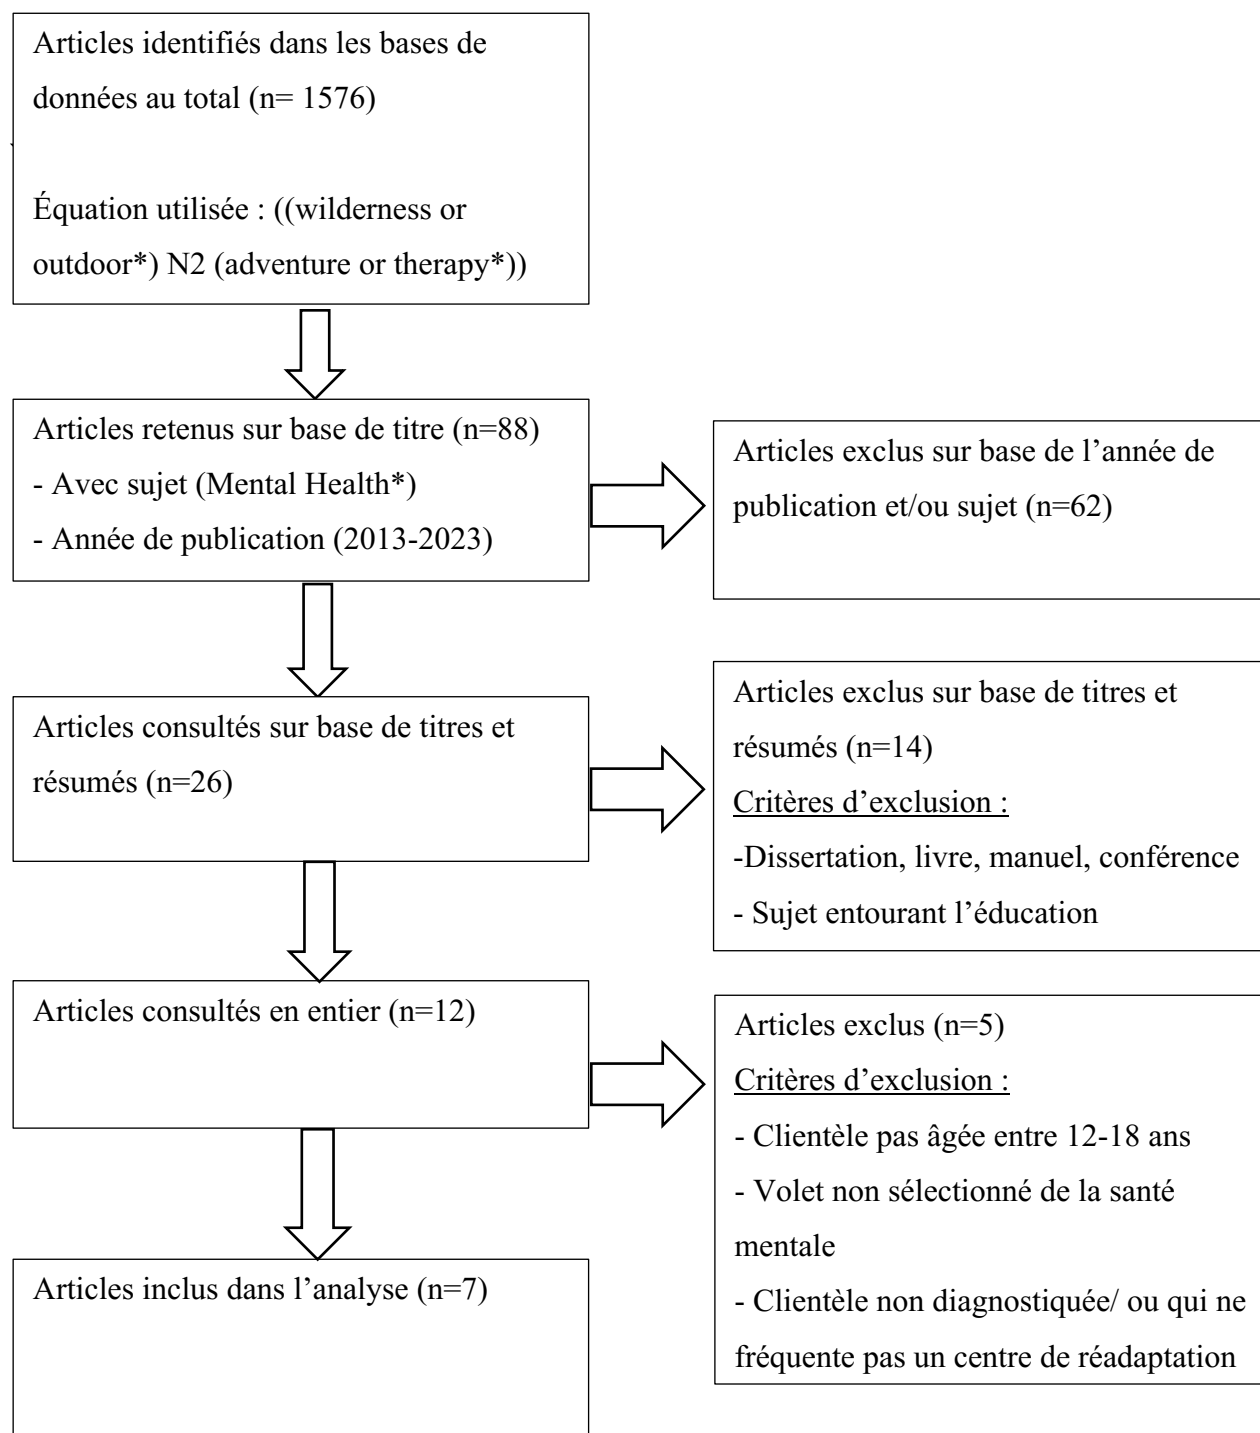 Articles identifiés dans les bases de
données au total (n= 1576)
Équation utilisée : ((wilderness or
outdoor*) N2 (adventure or therapy*))
Articles retenus sur base de titre (n=88)
- Avec sujet (Mental Health*)
- Année de publication (2013-2023)
Articles exclus sur base de l’année de
publication et/ou sujet (n=62)
Articles consultés sur base de titres et
résumés (n=26)
Articles exclus sur base de titres et
résumés (n=14)
Critères d’exclusion :
-Dissertation, livre, manuel, conférence
- Sujet entourant l’éducation
Articles consultés en entier (n=12)
Articles exclus (n=5)
Critères d’exclusion :
- Clientèle pas âgée entre 12-18 ans
- Volet non sélectionné de la santé
mentale
- Clientèle non diagnostiquée/ ou qui ne
fréquente pas un centre de réadaptation
Articles inclus dans l’analyse (n=7)